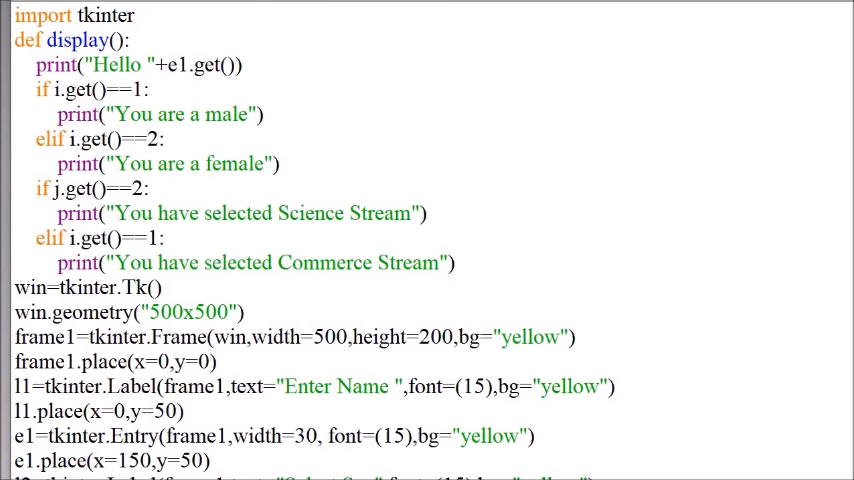 import tkinter
def display():
print("Hello "+e1.get())
if i.get()==1:
print("You are a male")
elif i.get()==2:
print("You are a female")
if j.get()==2:
print("You have selected Science Stream")
elif i.get()==1:
print("You have selected Commerce Stream")
win=tkinter.Tk()
win.geometry("500x500")
frame1=tkinter.Frame(win,width=500,height=200,bg="yellow")
frame1.place(x=0,y=0)
l1=tkinter.Label(frame1,text="Enter Name ",font=(15),bg="yellow")
l1.place(x=0,y=50)
e1=tkinter.Entry(frame1,width=30, font=(15),bg="yellow")
e1.place(x=150,y=50)